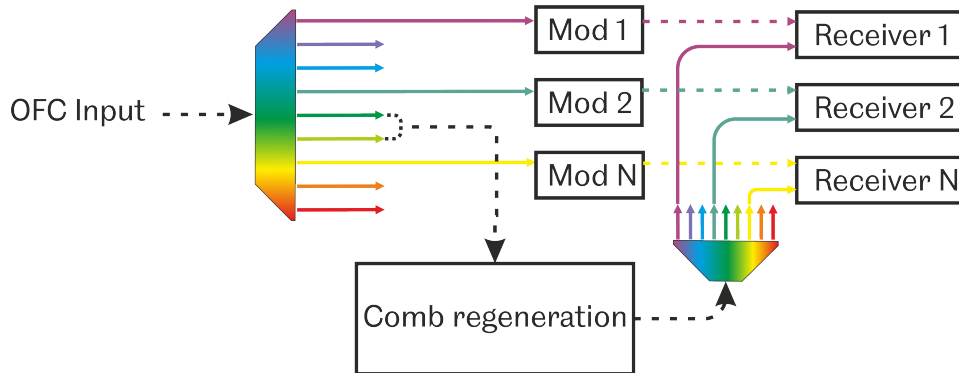 Mod 1
Receiver 1
OFC Input
Mod 2
Receiver 2
Mod N
Receiver N
Comb regeneration